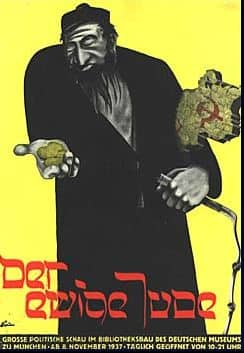 Der
ewige Jude
GROSSE POLITISCHE SCHAU IM BIBLIOTHEKSBAU DES DEUTSCHEN MUSEUMS
ZU MÜNCHEN · AB 8. NOVEMBER 1937 · TÄGLICH GEÖFFNET VON 10-21 UHR